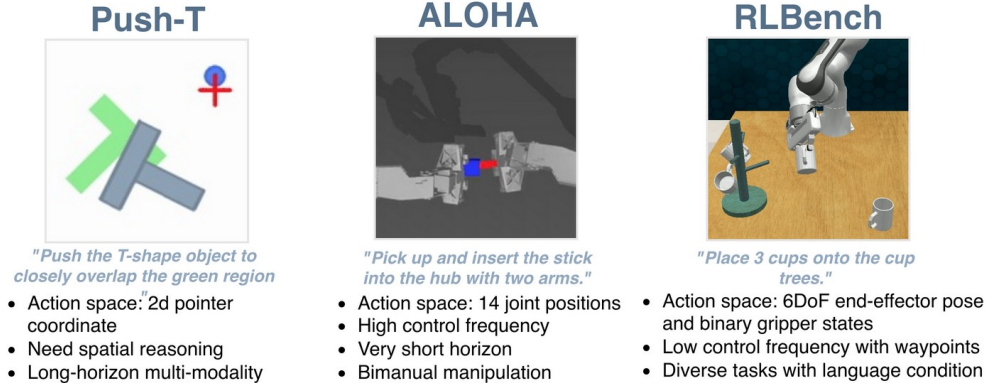 Push-T
"Push the T-shape object to
closely overlap the green region
"
• Action space: 2d pointer
coordinate
• Need spatial reasoning
• Long-horizon multi-modality
ALOHA
"Pick up and insert the stick
into the hub with two arms."
• Action space: 14 joint positions
• High control frequency
• Very short horizon
• Bimanual manipulation
RLBench
"Place 3 cups onto the cup
trees."
• Action space: 6DoF end-effector pose
and binary gripper states
• Low control frequency with waypoints
• Diverse tasks with language condition